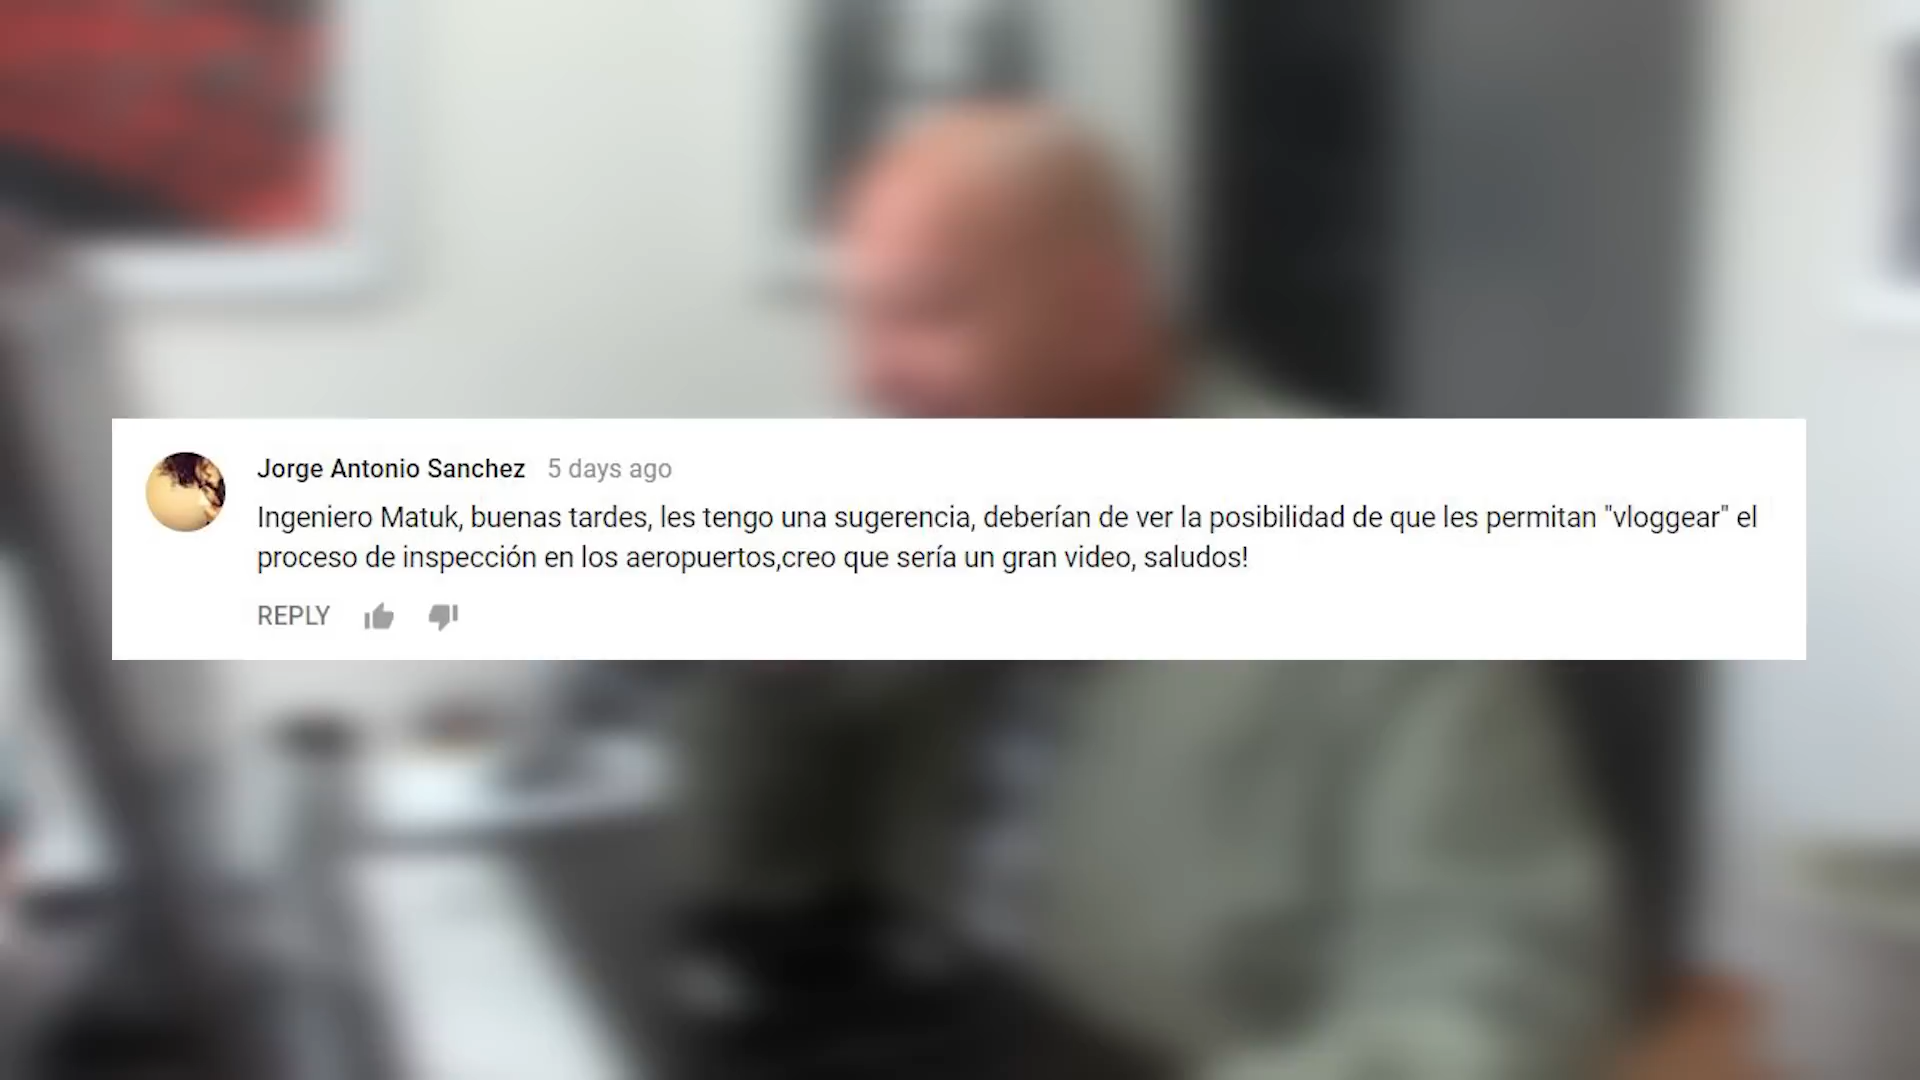 Jorge Antonio Sanchez 5 days ago
Ingeniero Matuk, buenas tardes, les tengo una sugerencia, deberían de ver la posibilidad de que les permitan "vloggear" el
proceso de inspección en los aeropuertos,creo que sería un gran video, saludos!
REPLY